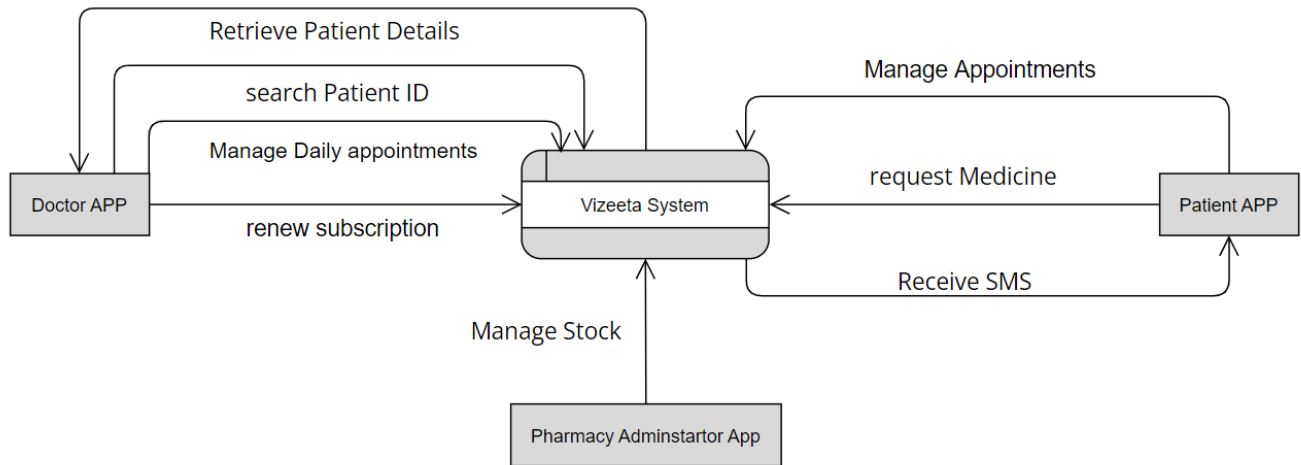 Retrieve Patient Details
search Patient ID
Manage Appointments
Manage Daily appointments
request Medicine
Doctor APP
Vizeeta System
Patient APP
renew subscription
Receive SMS
Manage Stock
Pharmacy Adminstartor App